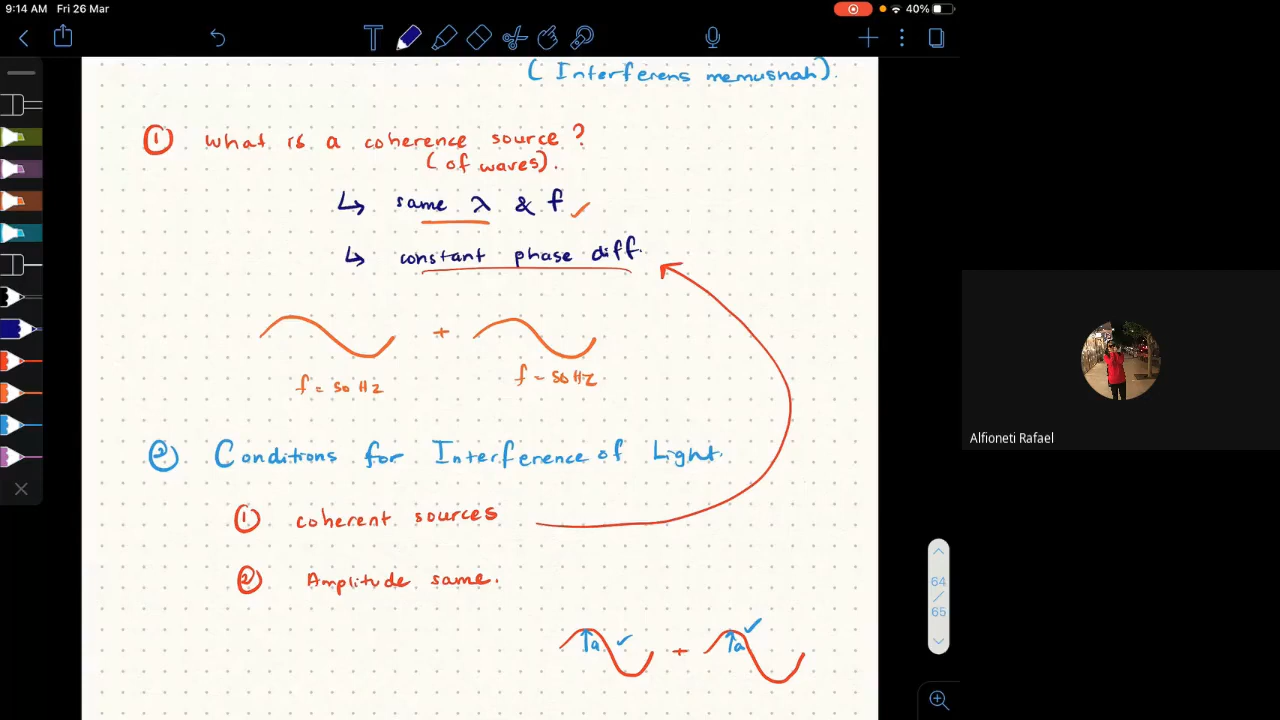 9:14 AM Fri 26 Mar
40%
(Interferens memusnah).
① What is a coherence source?
(of waves).
↳ same λ & f ✓
↳ constant phase diff.
+
f = 50 Hz
f = 50 Hz
② Conditions for Interference of Light.
① coherent sources
② Amplitude same.
a ✓ + a ✓
64
/
65
Alfioneti Rafael